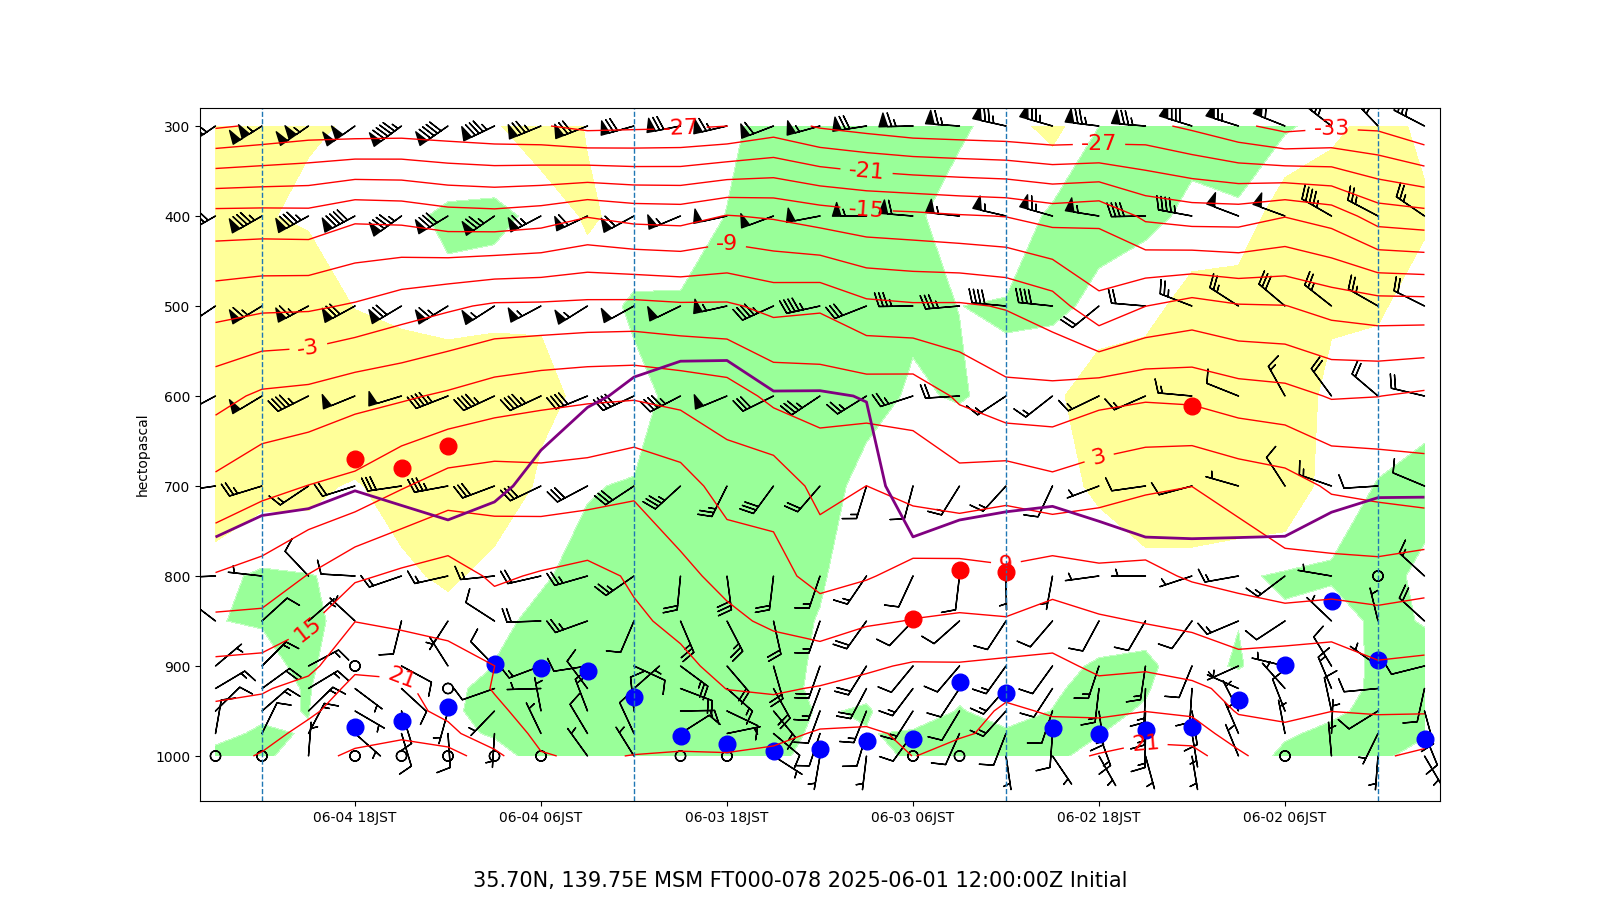 300
400
500
600
700
800
900
1000
hectopascal
27
-33
-27
-21
-15
-9
-3
3
9
15
21
21
06-04 18JST
06-04 06JST
06-03 18JST
06-03 06JST
06-02 18JST
06-02 06JST
35.70N, 139.75E MSM FT000-078 2025-06-01 12:00:00Z Initial